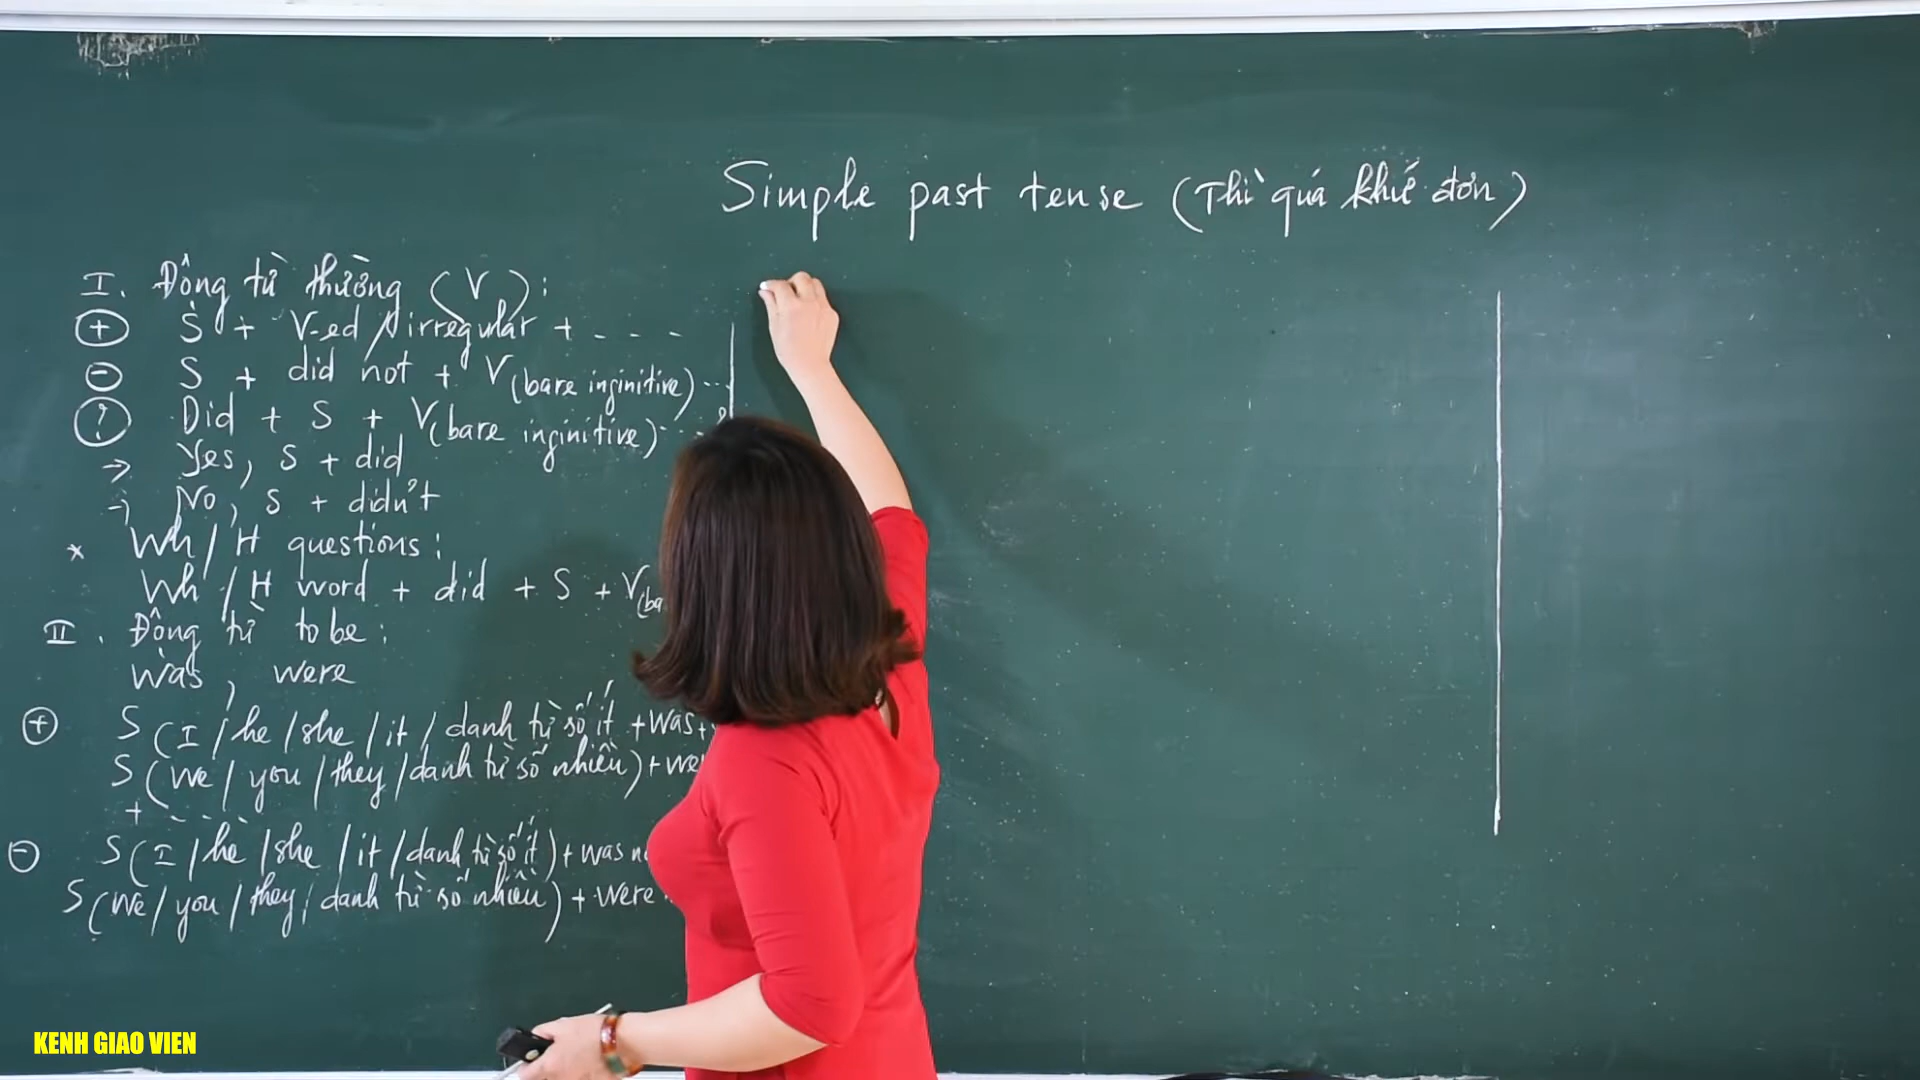 Simple past tense (Thì quá khứ đơn)
I. Động từ thường (V):
(+) S + V-ed / irregular + - - -
(-) S + did not + V (bare infinitive) ...
(?) Did + S + V (bare infinitive) ...
→ Yes, S + did
→ No, S + didn't
* Wh / H questions:
Wh / H word + did + S + V (ba
II. Động từ to be:
was, were
(+) S (I / he / she / it / danh từ số ít + was +
S (we / you / they / danh từ số nhiều) + we
+ - - - -
(-) S (I / he / she / it / danh từ số ít) + was n
S (we / you / they / danh từ số nhiều) + were
KENH GIAO VIEN